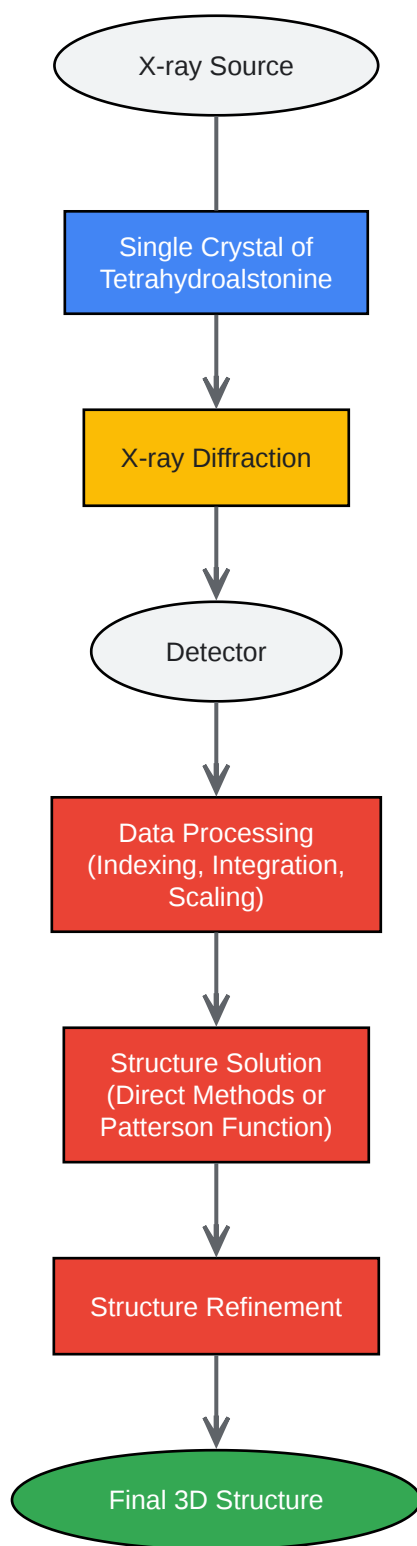 X-ray Source
Single Crystal of
Tetrahydroalstonine
X-ray Diffraction
Detector
Data Processing
(Indexing, Integration,
Scaling)
Structure Solution
(Direct Methods or
Patterson Function)
Structure Refinement
Final 3D Structure